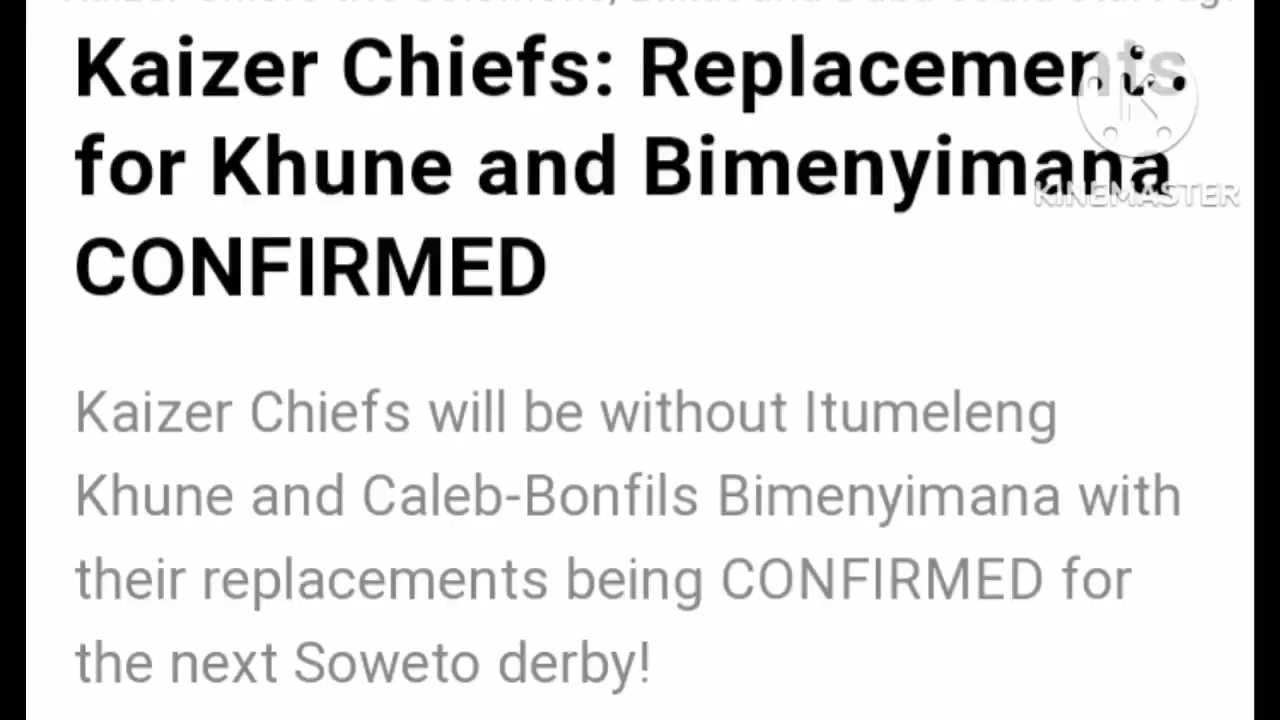 Kaizer Chiefs: Replacements
for Khune and Bimenyimana
CONFIRMED
Kaizer Chiefs will be without Itumeleng
Khune and Caleb-Bonfils Bimenyimana with
their replacements being CONFIRMED for
the next Soweto derby!
K
KINEMASTER